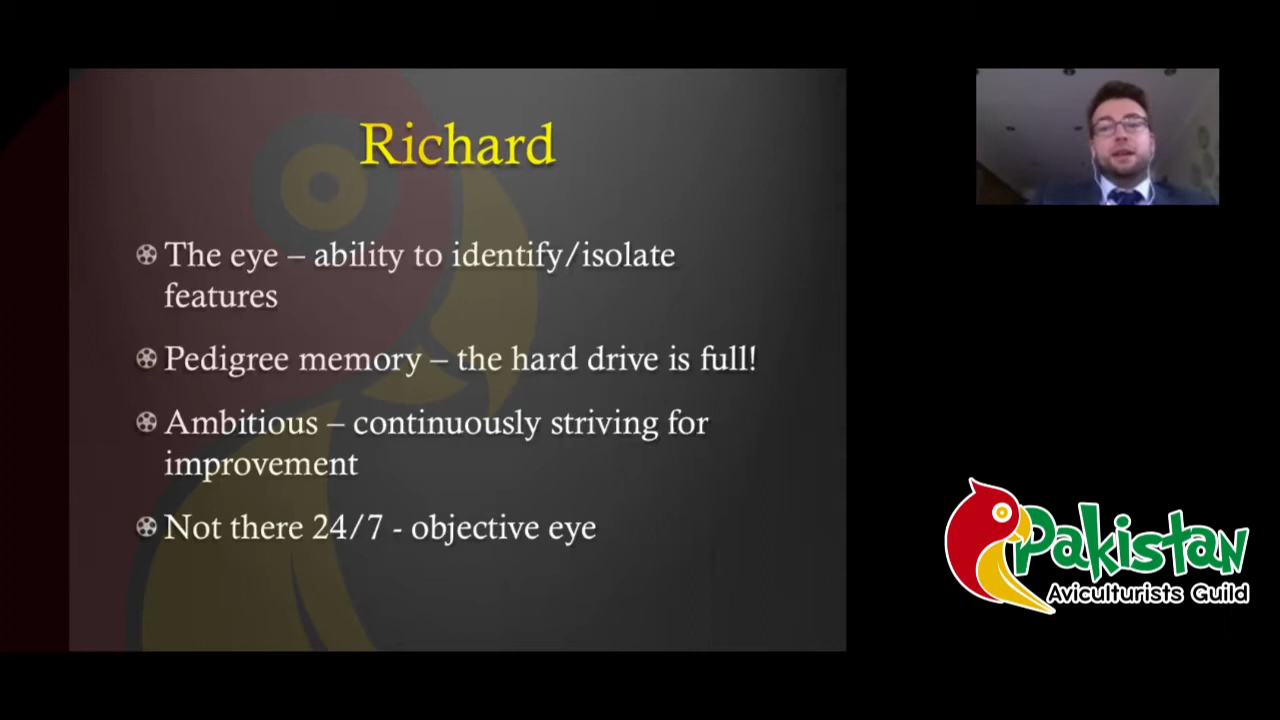 Richard
The eye – ability to identify/isolate
features
Pedigree memory – the hard drive is full!
Ambitious – continuously striving for
improvement
Not there 24/7 - objective eye
Pakistan
Aviculturists Guild